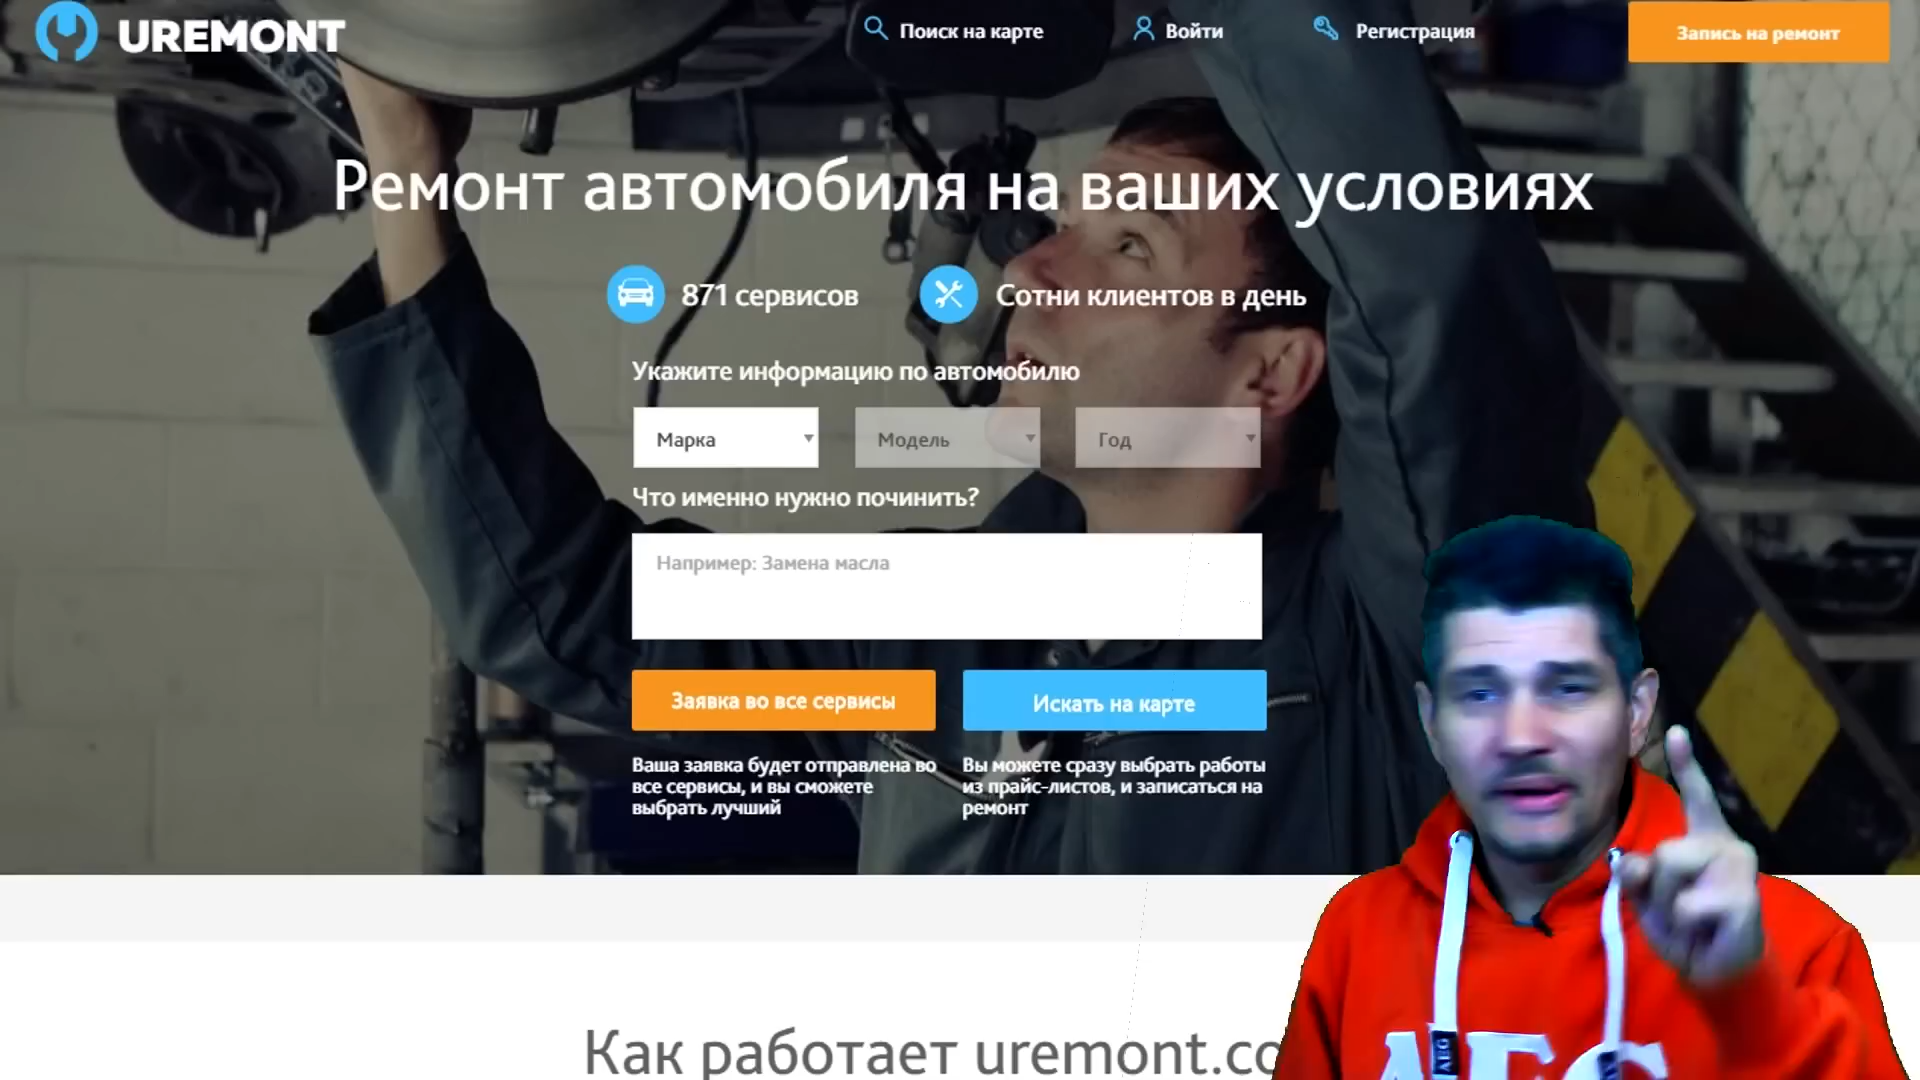 UREMONT
Поиск на карте
Войти
Регистрация
Запись на ремонт
Ремонт автомобиля на ваших условиях
871 сервисов
Сотни клиентов в день
Укажите информацию по автомобилю
Марка
Модель
Год
Что именно нужно починить?
Например: Замена масла
Заявка во все сервисы
Искать на карте
Ваша заявка будет отправлена во
все сервисы, и вы сможете
выбрать лучший
Вы можете сразу выбрать работы
из прайс-листов, и записаться на
ремонт
Как работает uremont.co